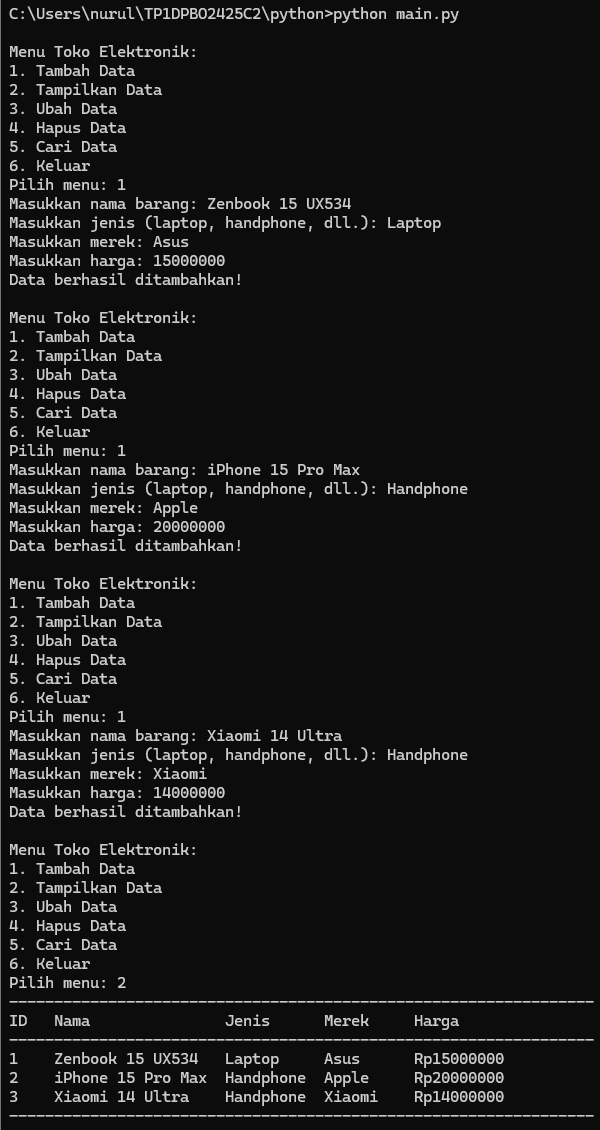 C:\Users\nurul\TP1DPBO2425C2\python>python main.py
Menu Toko Elektronik:
1. Tambah Data
2. Tampilkan Data
3. Ubah Data
4. Hapus Data
5. Cari Data
6. Keluar
Pilih menu: 1
Masukkan nama barang: Zenbook 15 UX534
Masukkan jenis (laptop, handphone, dll.): Laptop
Masukkan merek: Asus
Masukkan harga: 15000000
Data berhasil ditambahkan!
Menu Toko Elektronik:
1. Tambah Data
2. Tampilkan Data
3. Ubah Data
4. Hapus Data
5. Cari Data
6. Keluar
Pilih menu: 1
Masukkan nama barang: iPhone 15 Pro Max
Masukkan jenis (laptop, handphone, dll.): Handphone
Masukkan merek: Apple
Masukkan harga: 20000000
Data berhasil ditambahkan!
Menu Toko Elektronik:
1. Tambah Data
2. Tampilkan Data
3. Ubah Data
4. Hapus Data
5. Cari Data
6. Keluar
Pilih menu: 1
Masukkan nama barang: Xiaomi 14 Ultra
Masukkan jenis (laptop, handphone, dll.): Handphone
Masukkan merek: Xiaomi
Masukkan harga: 14000000
Data berhasil ditambahkan!
Menu Toko Elektronik:
1. Tambah Data
2. Tampilkan Data
3. Ubah Data
4. Hapus Data
5. Cari Data
6. Keluar
Pilih menu: 2
-----------------------------------------------------------------
ID   Nama               Jenis      Merek     Harga
-----------------------------------------------------------------
1    Zenbook 15 UX534   Laptop     Asus      Rp15000000
2    iPhone 15 Pro Max  Handphone  Apple     Rp20000000
3    Xiaomi 14 Ultra    Handphone  Xiaomi    Rp14000000
-----------------------------------------------------------------